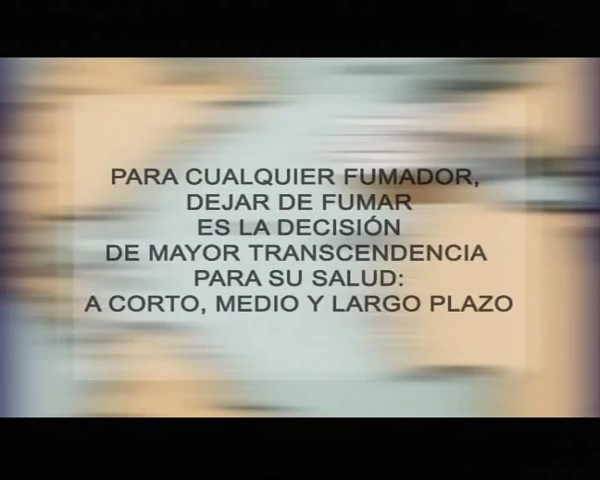 PARA CUALQUIER FUMADOR,
DEJAR DE FUMAR
ES LA DECISIÓN
DE MAYOR TRANSCENDENCIA
PARA SU SALUD:
A CORTO, MEDIO Y LARGO PLAZO